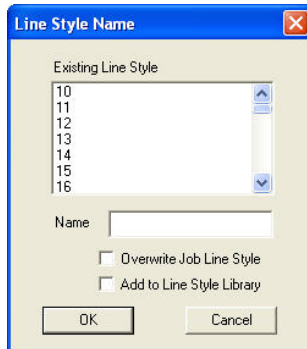 Line Style Name
Existing Line Style
10
11
12
13
14
15
16
Name
Overwrite Job Line Style
Add to Line Style Library
OK
Cancel